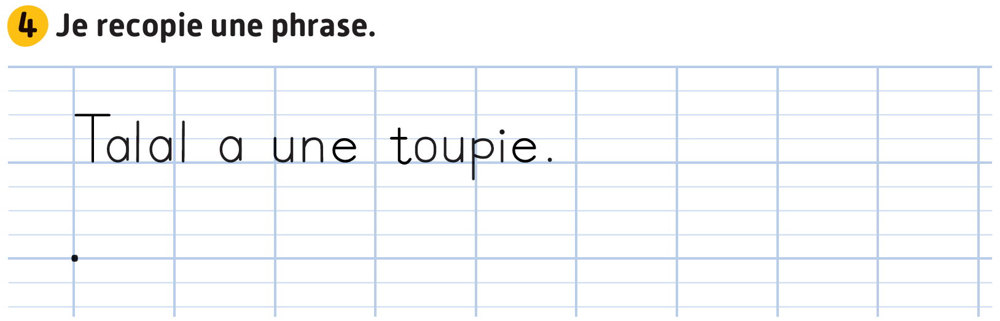 4 Je recopie une phrase.
Talal a une toupie.